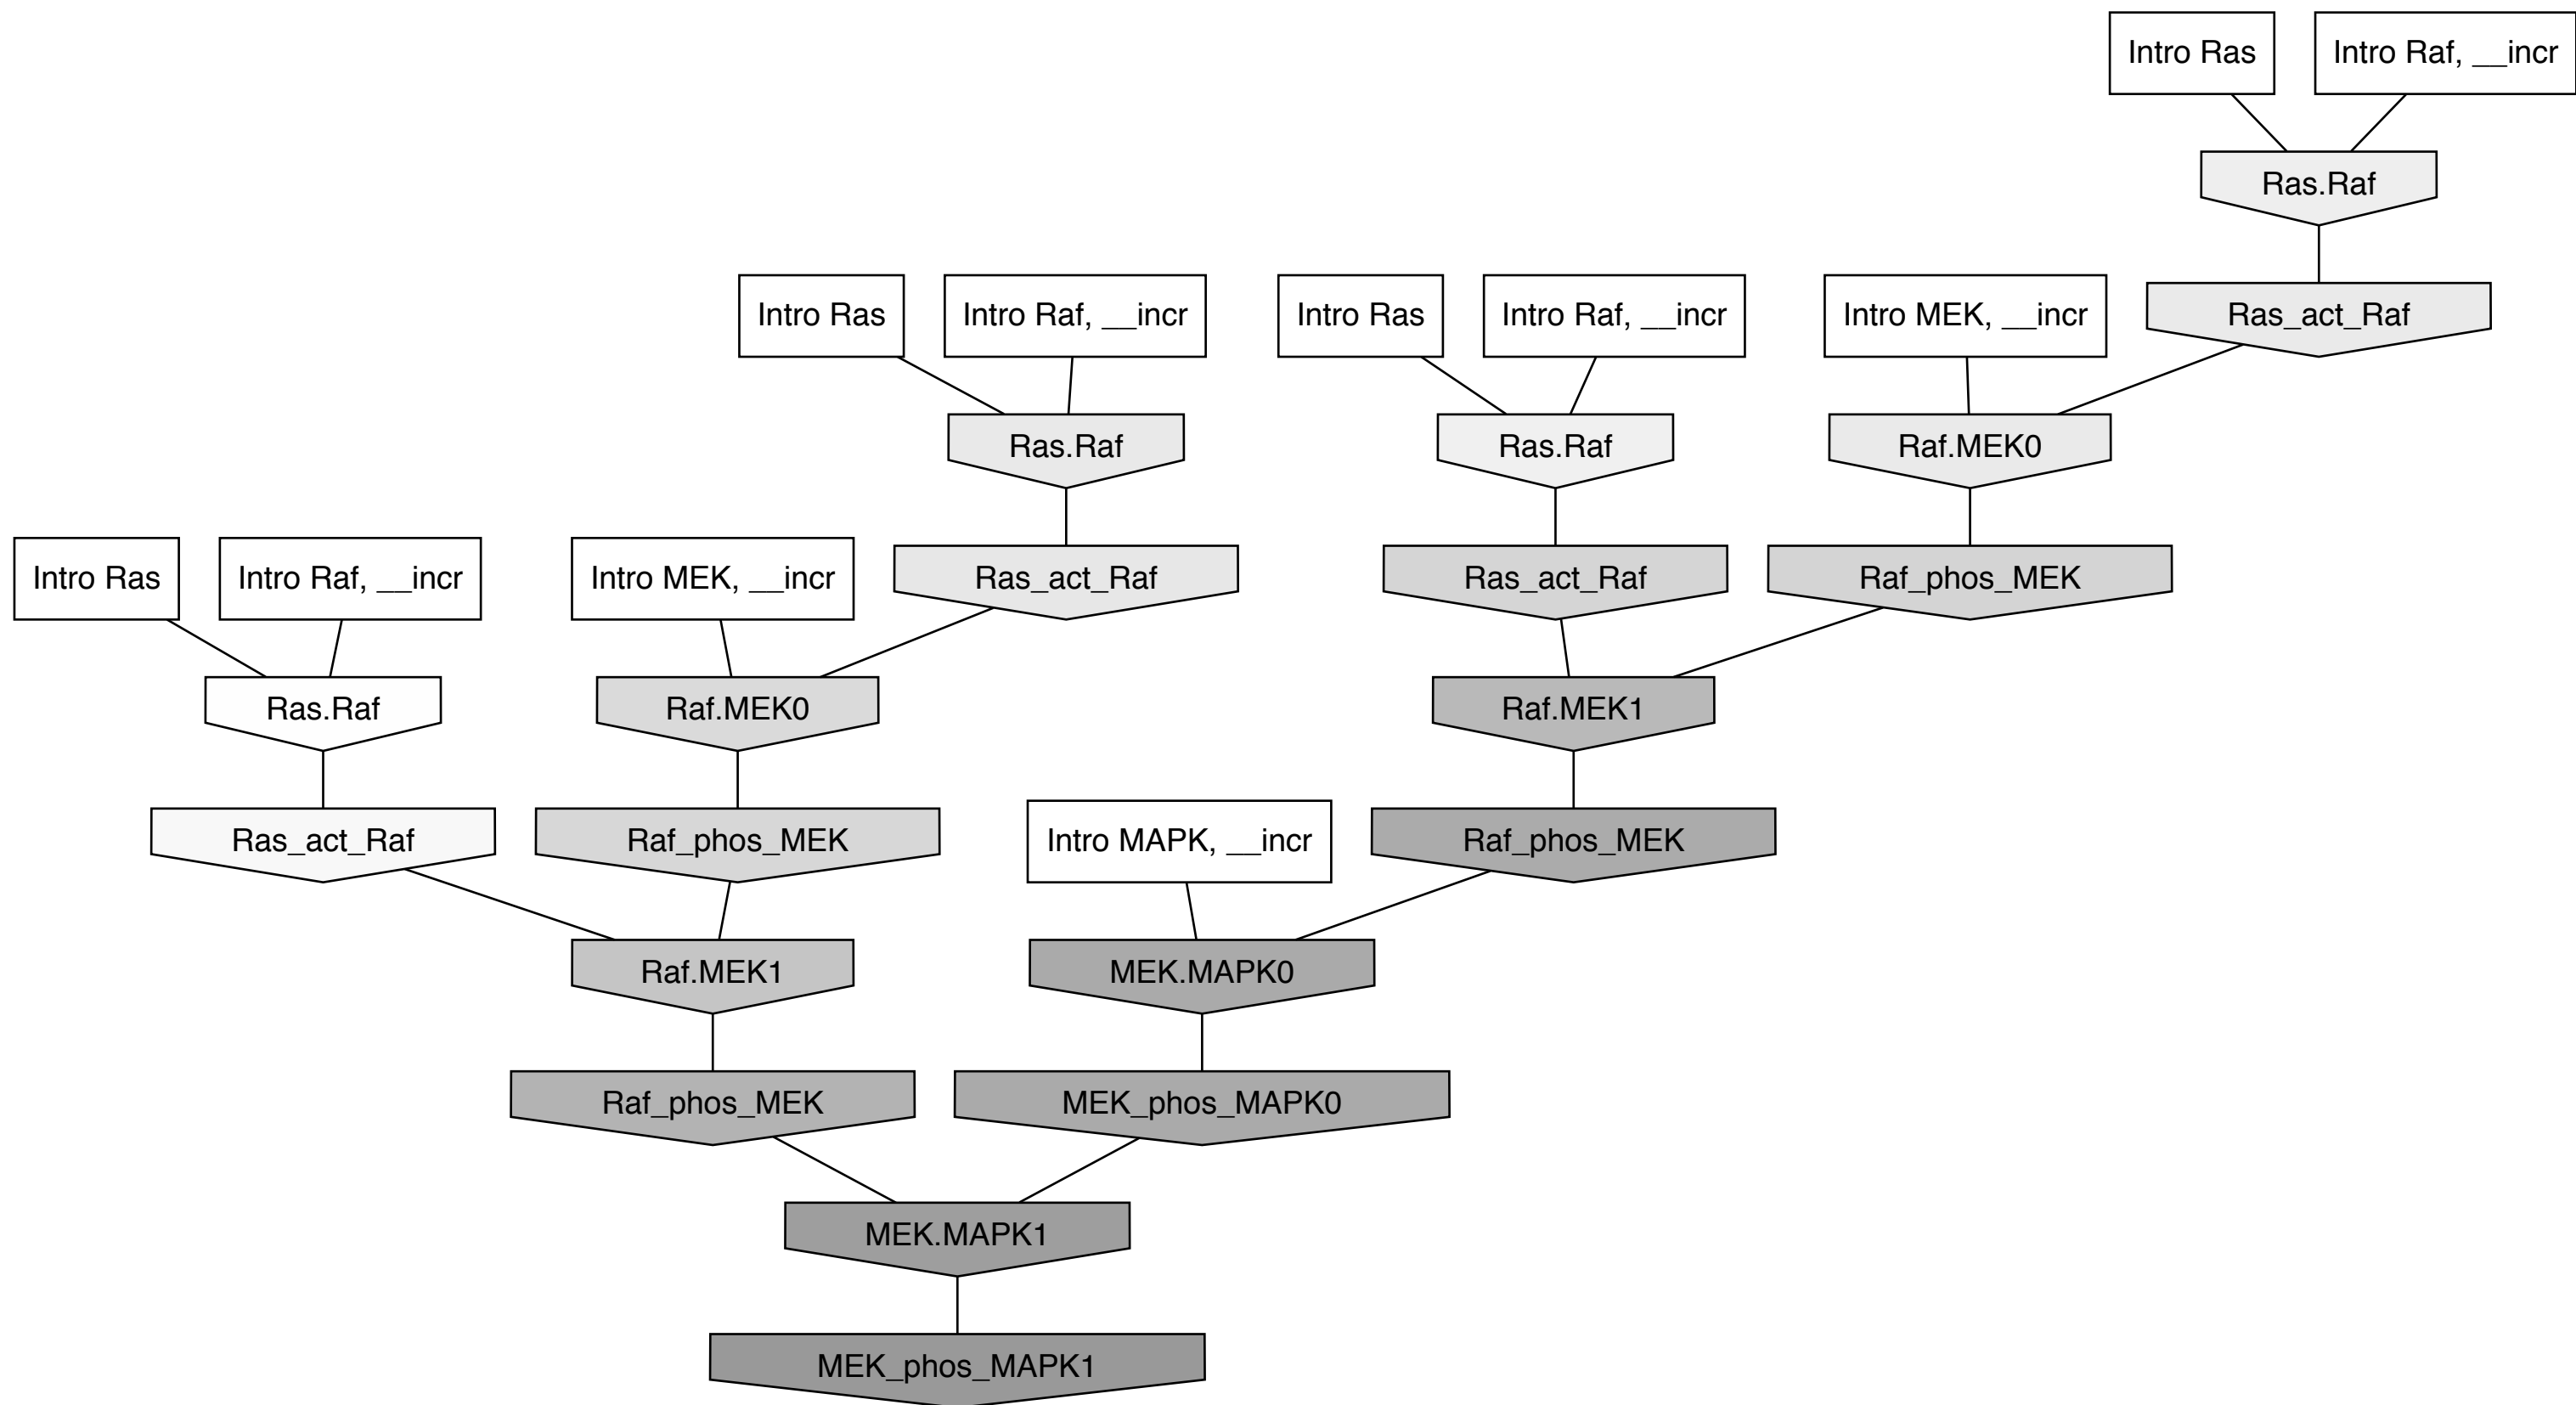 Intro Ras
Intro Raf, __incr
Ras.Raf
Intro Ras
Intro Raf, __incr
Intro Ras
Intro Raf, __incr
Intro MEK, __incr
Ras_act_Raf
Ras.Raf
Ras.Raf
Raf.MEK0
Intro Ras
Intro Raf, __incr
Intro MEK, __incr
Ras_act_Raf
Ras_act_Raf
Raf_phos_MEK
Ras.Raf
Raf.MEK0
Raf.MEK1
Ras_act_Raf
Raf_phos_MEK
Intro MAPK, __incr
Raf_phos_MEK
Raf.MEK1
MEK.MAPK0
Raf_phos_MEK
MEK_phos_MAPK0
MEK.MAPK1
MEK_phos_MAPK1